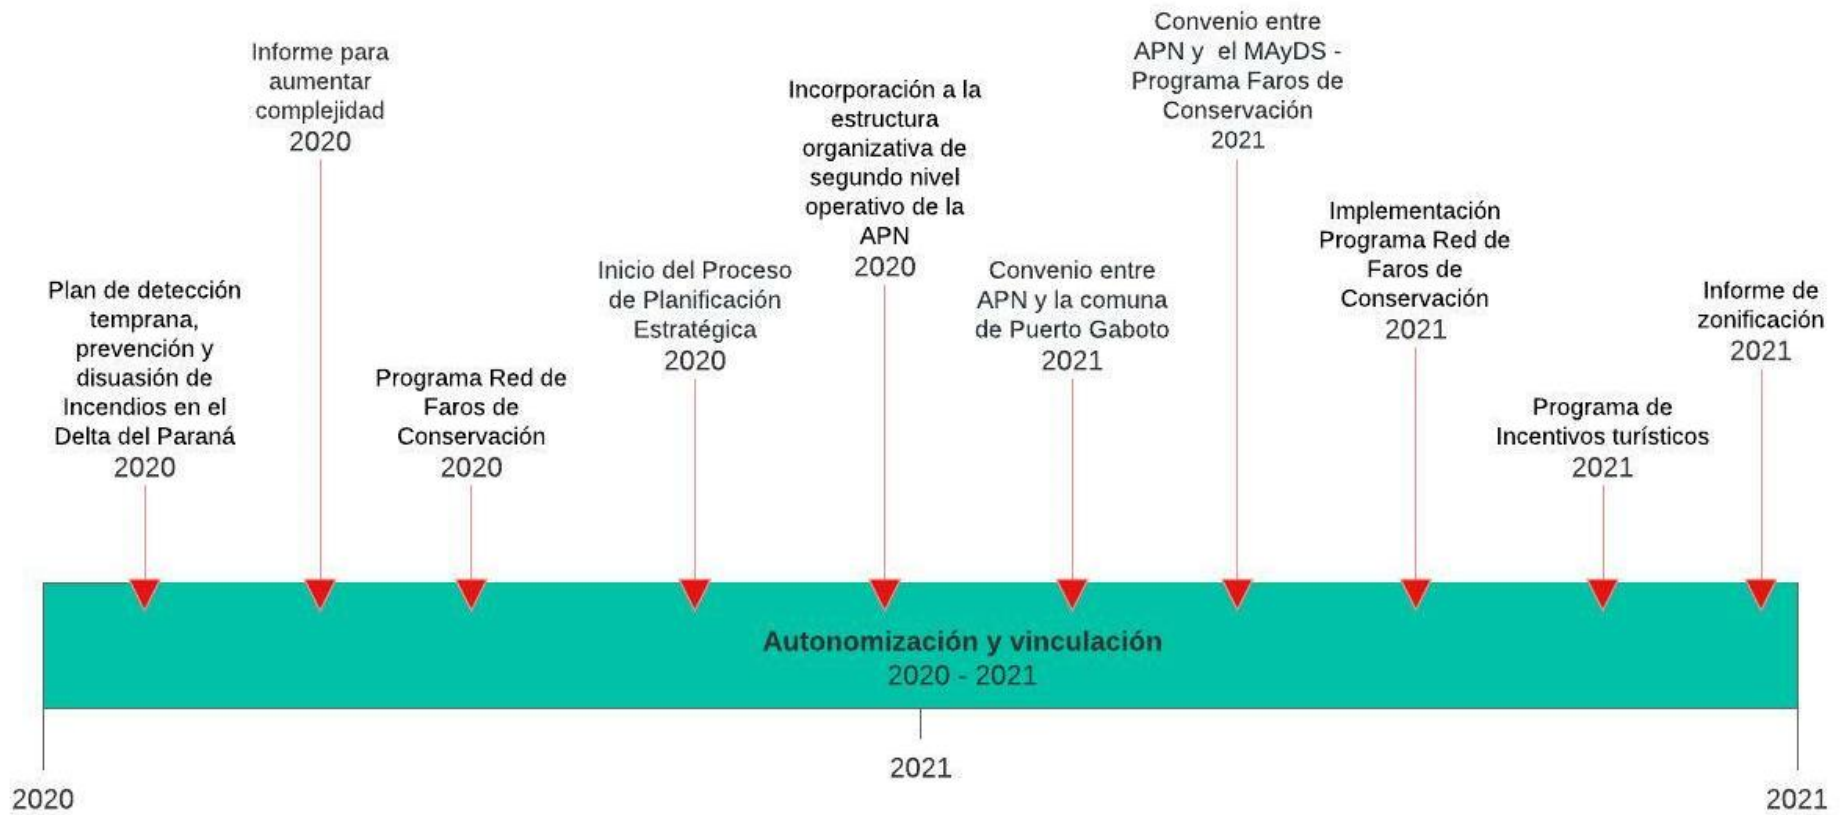 Plan de detección
temprana,
prevención y
disuasión de
Incendios en el
Delta del Paraná
2020
Informe para
aumentar
complejidad
2020
Programa Red de
Faros de
Conservación
2020
Inicio del Proceso
de Planificación
Estratégica
2020
Incorporación a la
estructura
organizativa de
segundo nivel
operativo de la
APN
2020
Convenio entre
APN y la comuna
de Puerto Gaboto
2021
Convenio entre
APN y el MAyDS -
Programa Faros de
Conservación
2021
Implementación
Programa Red de
Faros de
Conservación
2021
Programa de
Incentivos turísticos
2021
Informe de
zonificación
2021
Autonomización y vinculación
2020 - 2021
2020
2021
2021